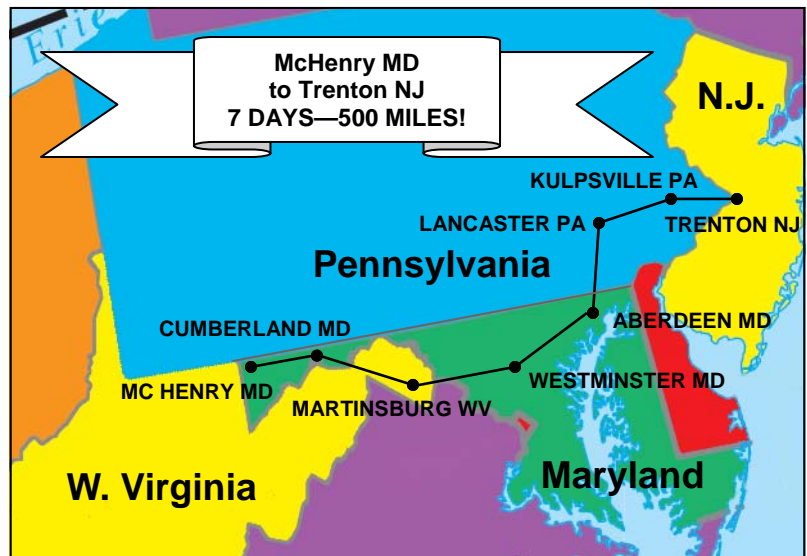 Erie
McHenry MD
to Trenton NJ
7 DAYS—500 MILES!
N.J.
KULPSVILLE PA
LANCASTER PA
TRENTON NJ
Pennsylvania
CUMBERLAND MD
ABERDEEN MD
MC HENRY MD
WESTMINSTER MD
MARTINSBURG WV
W. Virginia
Maryland